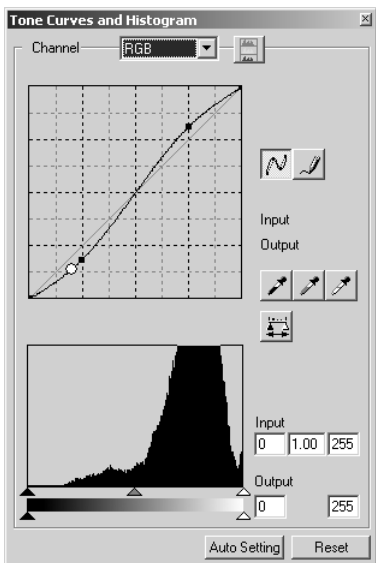 Tone Curves and Histogram
Channel RGB
Input
Output
Input
0 1.00 255
Output
0 255
Auto Setting Reset